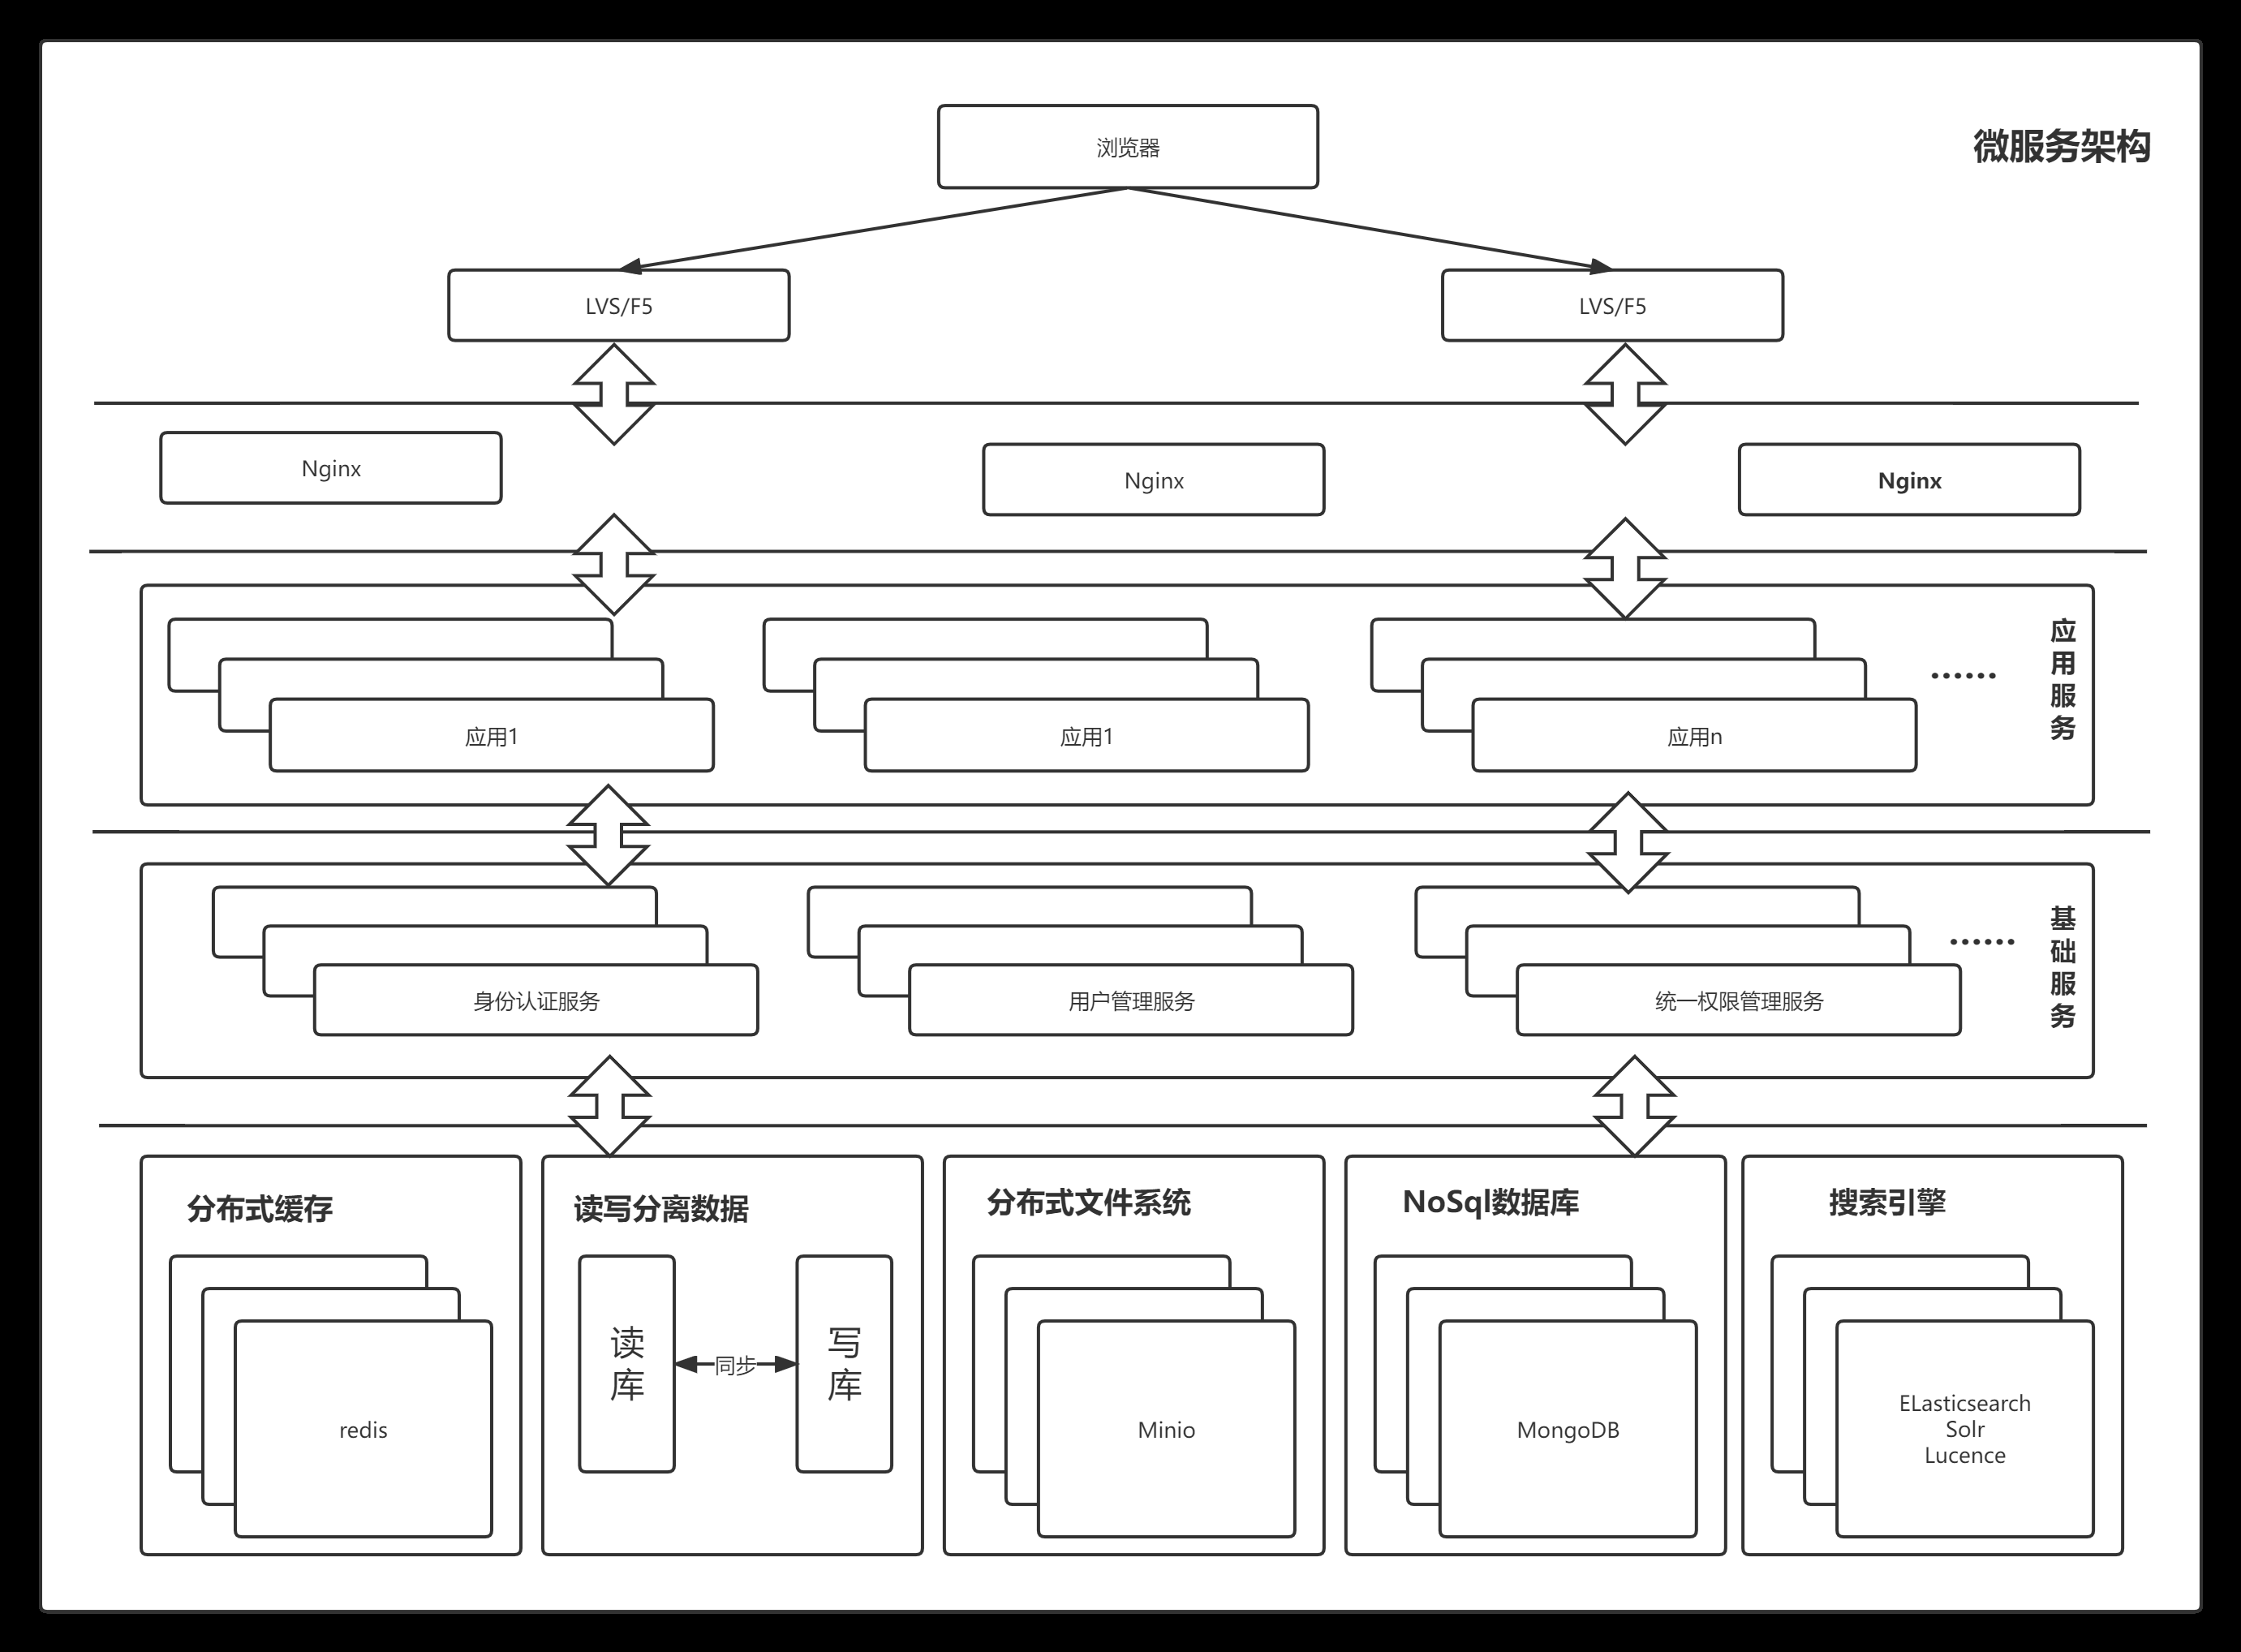 浏览器
微服务架构
LVS/F5
LVS/F5
Nginx
Nginx
Nginx
应用1
应用1
应用n
......
应
用
服
务
身份认证服务
用户管理服务
统一权限管理服务
......
基
础
服
务
分布式缓存
redis
读写分离数据
读
库
同步
写
库
分布式文件系统
Minio
NoSql数据库
MongoDB
搜索引擎
ELasticsearch
Solr
Lucence